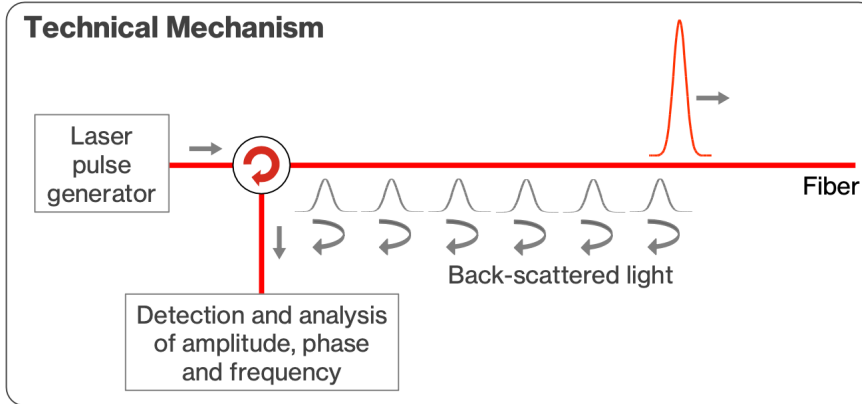 Technical Mechanism
Laser
pulse
generator
Fiber
Back-scattered light
Detection and analysis
of amplitude, phase
and frequency